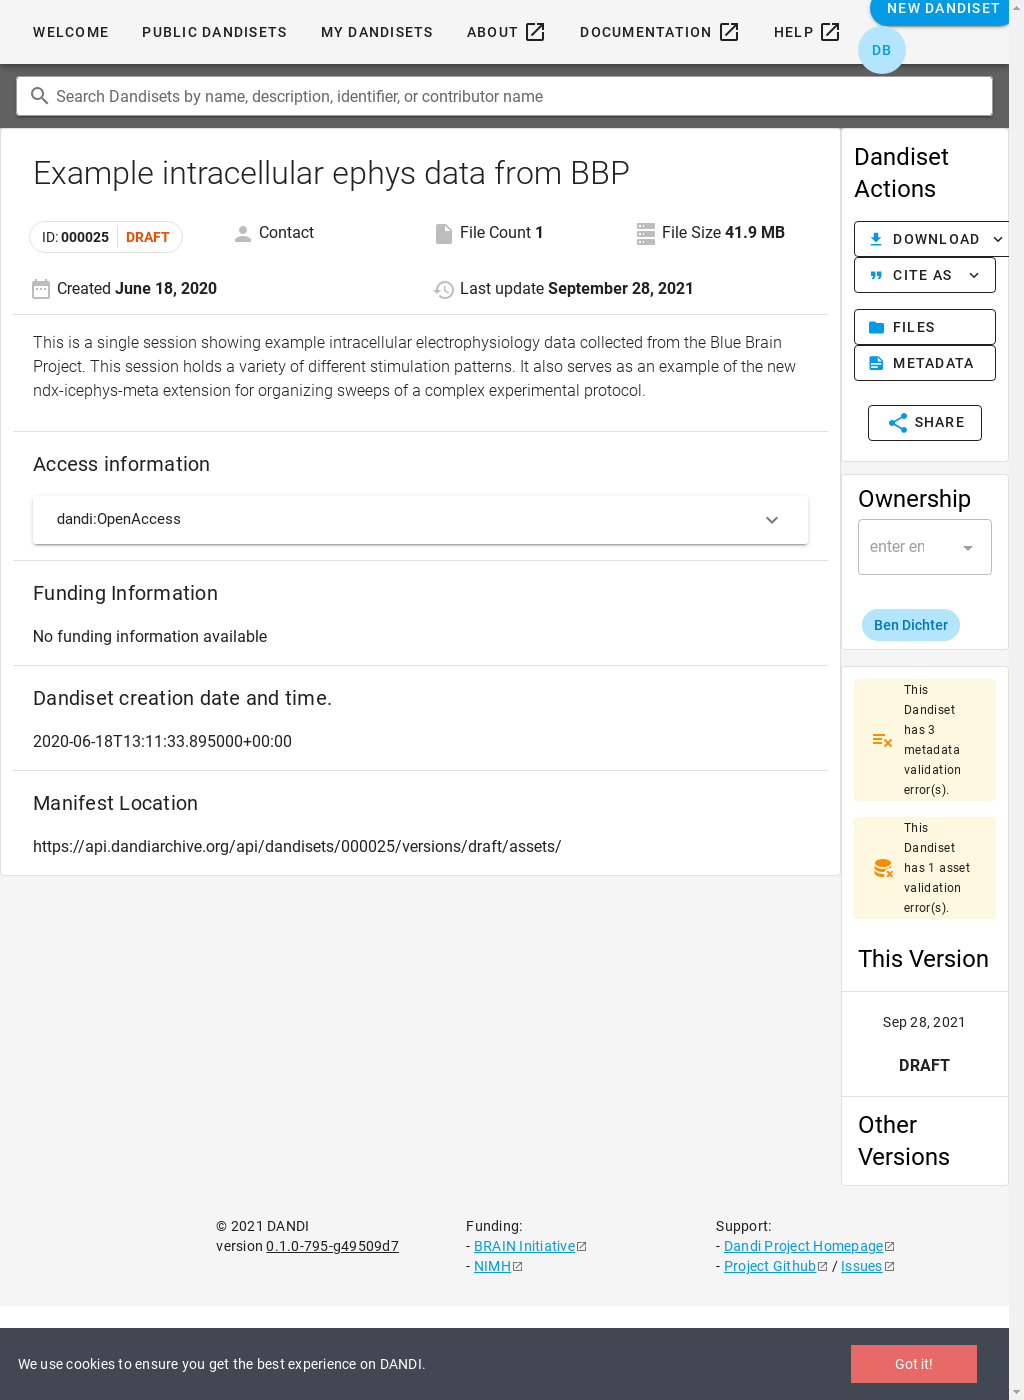 WELCOME
PUBLIC DANDISETS
MY DANDISETS
ABOUT
DOCUMENTATION
HELP
NEW DANDISET
DB
Search Dandisets by name, description, identifier, or contributor name
Example intracellular ephys data from BBP
ID: 000025 DRAFT
Contact
File Count 1
File Size 41.9 MB
Created June 18, 2020
Last update September 28, 2021
This is a single session showing example intracellular electrophysiology data collected from the Blue Brain
Project. This session holds a variety of different stimulation patterns. It also serves as an example of the new
ndx-icephys-meta extension for organizing sweeps of a complex experimental protocol.
Access information
dandi:OpenAccess
Funding Information
No funding information available
Dandiset creation date and time.
2020-06-18T13:11:33.895000+00:00
Manifest Location
https://api.dandiarchive.org/api/dandisets/000025/versions/draft/assets/
Dandiset
Actions
DOWNLOAD
CITE AS
FILES
METADATA
SHARE
Ownership
enter en
Ben Dichter
This
Dandiset
has 3
metadata
validation
error(s).
This
Dandiset
has 1 asset
validation
error(s).
This Version
Sep 28, 2021
DRAFT
Other
Versions
© 2021 DANDI
version 0.1.0-795-g49509d7
Funding:
- BRAIN Initiative
- NIMH
Support:
- Dandi Project Homepage
- Project Github / Issues
We use cookies to ensure you get the best experience on DANDI.
Got it!